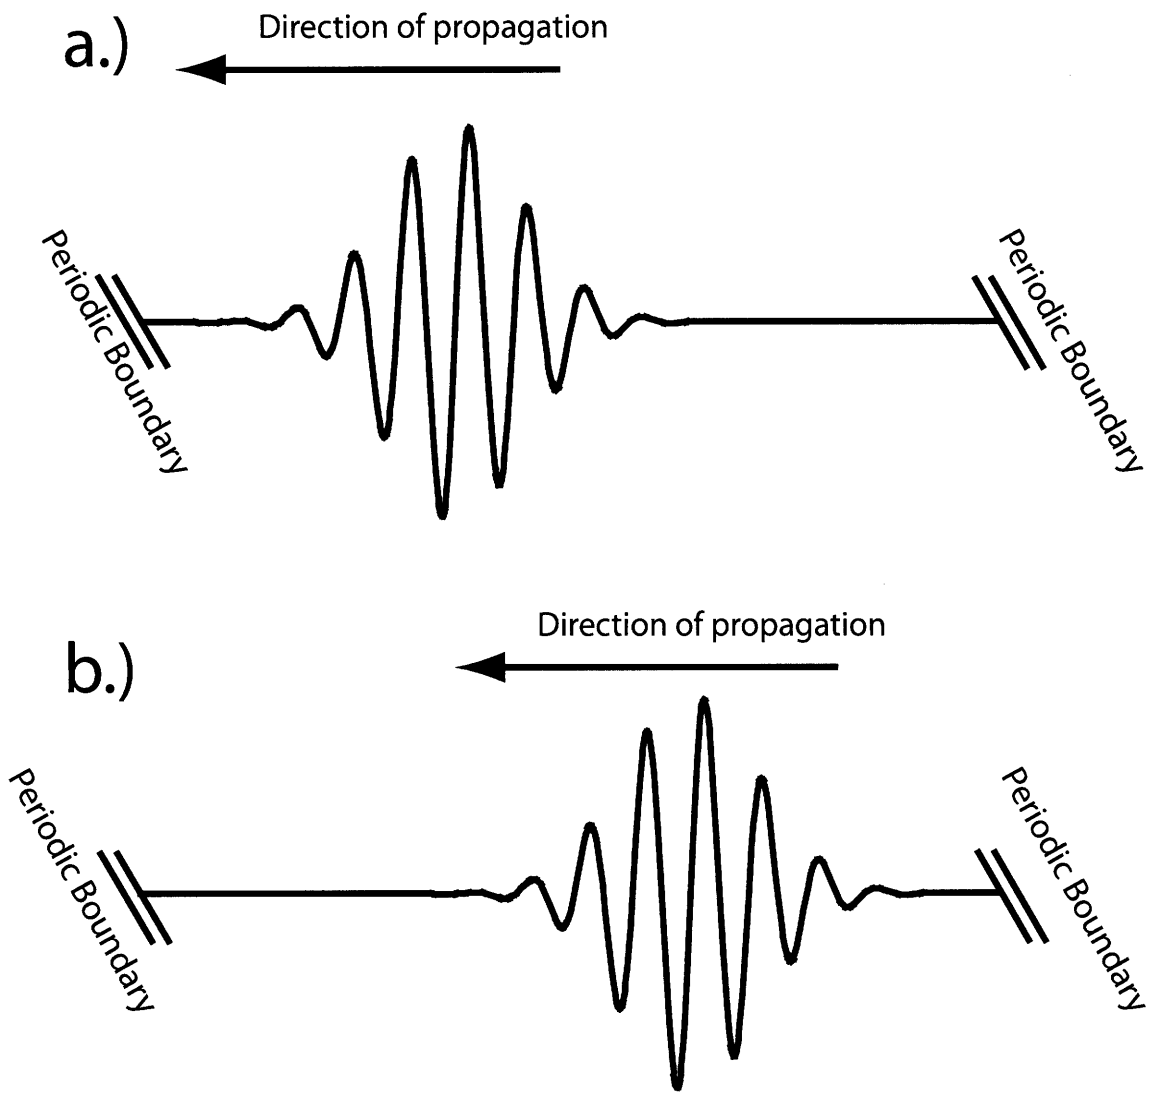 a.)
Direction of propagation
Periodic Boundary
Periodic Boundary
b.)
Direction of propagation
Periodic Boundary
Periodic Boundary